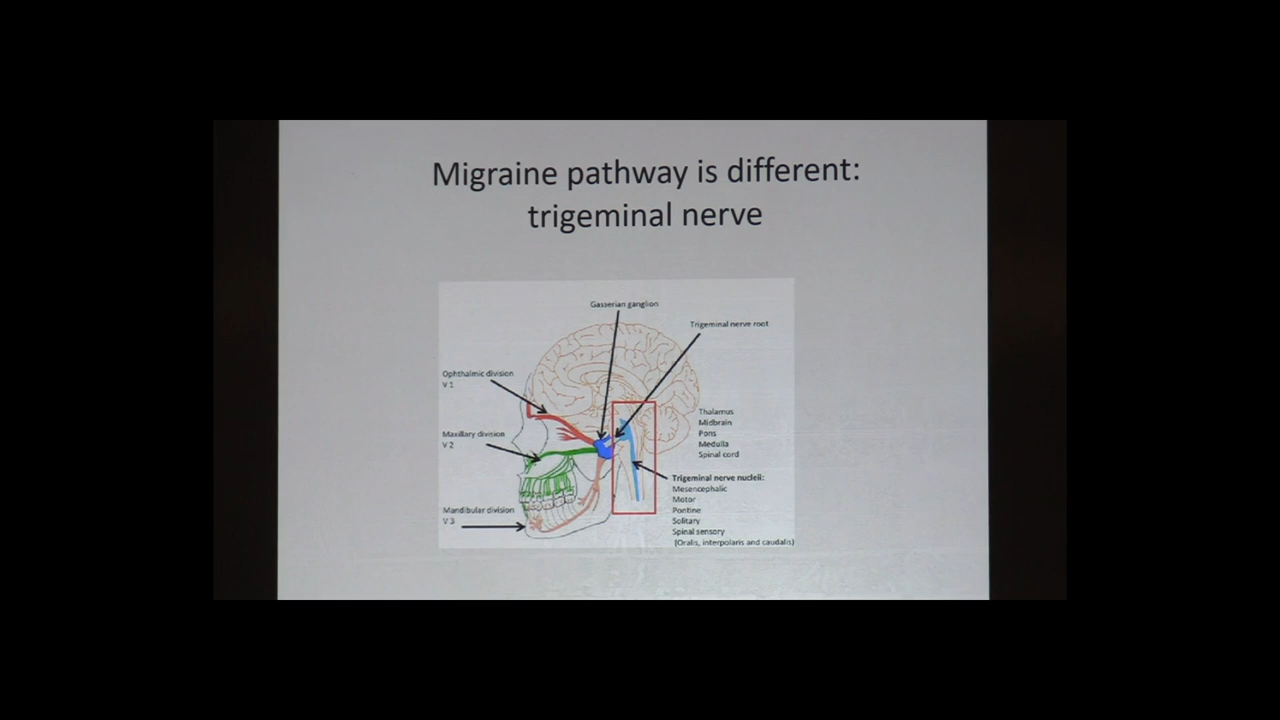 Migraine pathway is different:
trigeminal nerve
Gasserian ganglion
Trigeminal nerve root
Ophthalmic division
V 1
Maxillary division
V 2
Mandibular division
V 3
Thalamus
Midbrain
Pons
Medulla
Spinal cord
Trigeminal nerve nucleii:
Mesencephalic
Motor
Pontine
Solitary
Spinal sensory
(Oralis, interpolaris and caudalis)